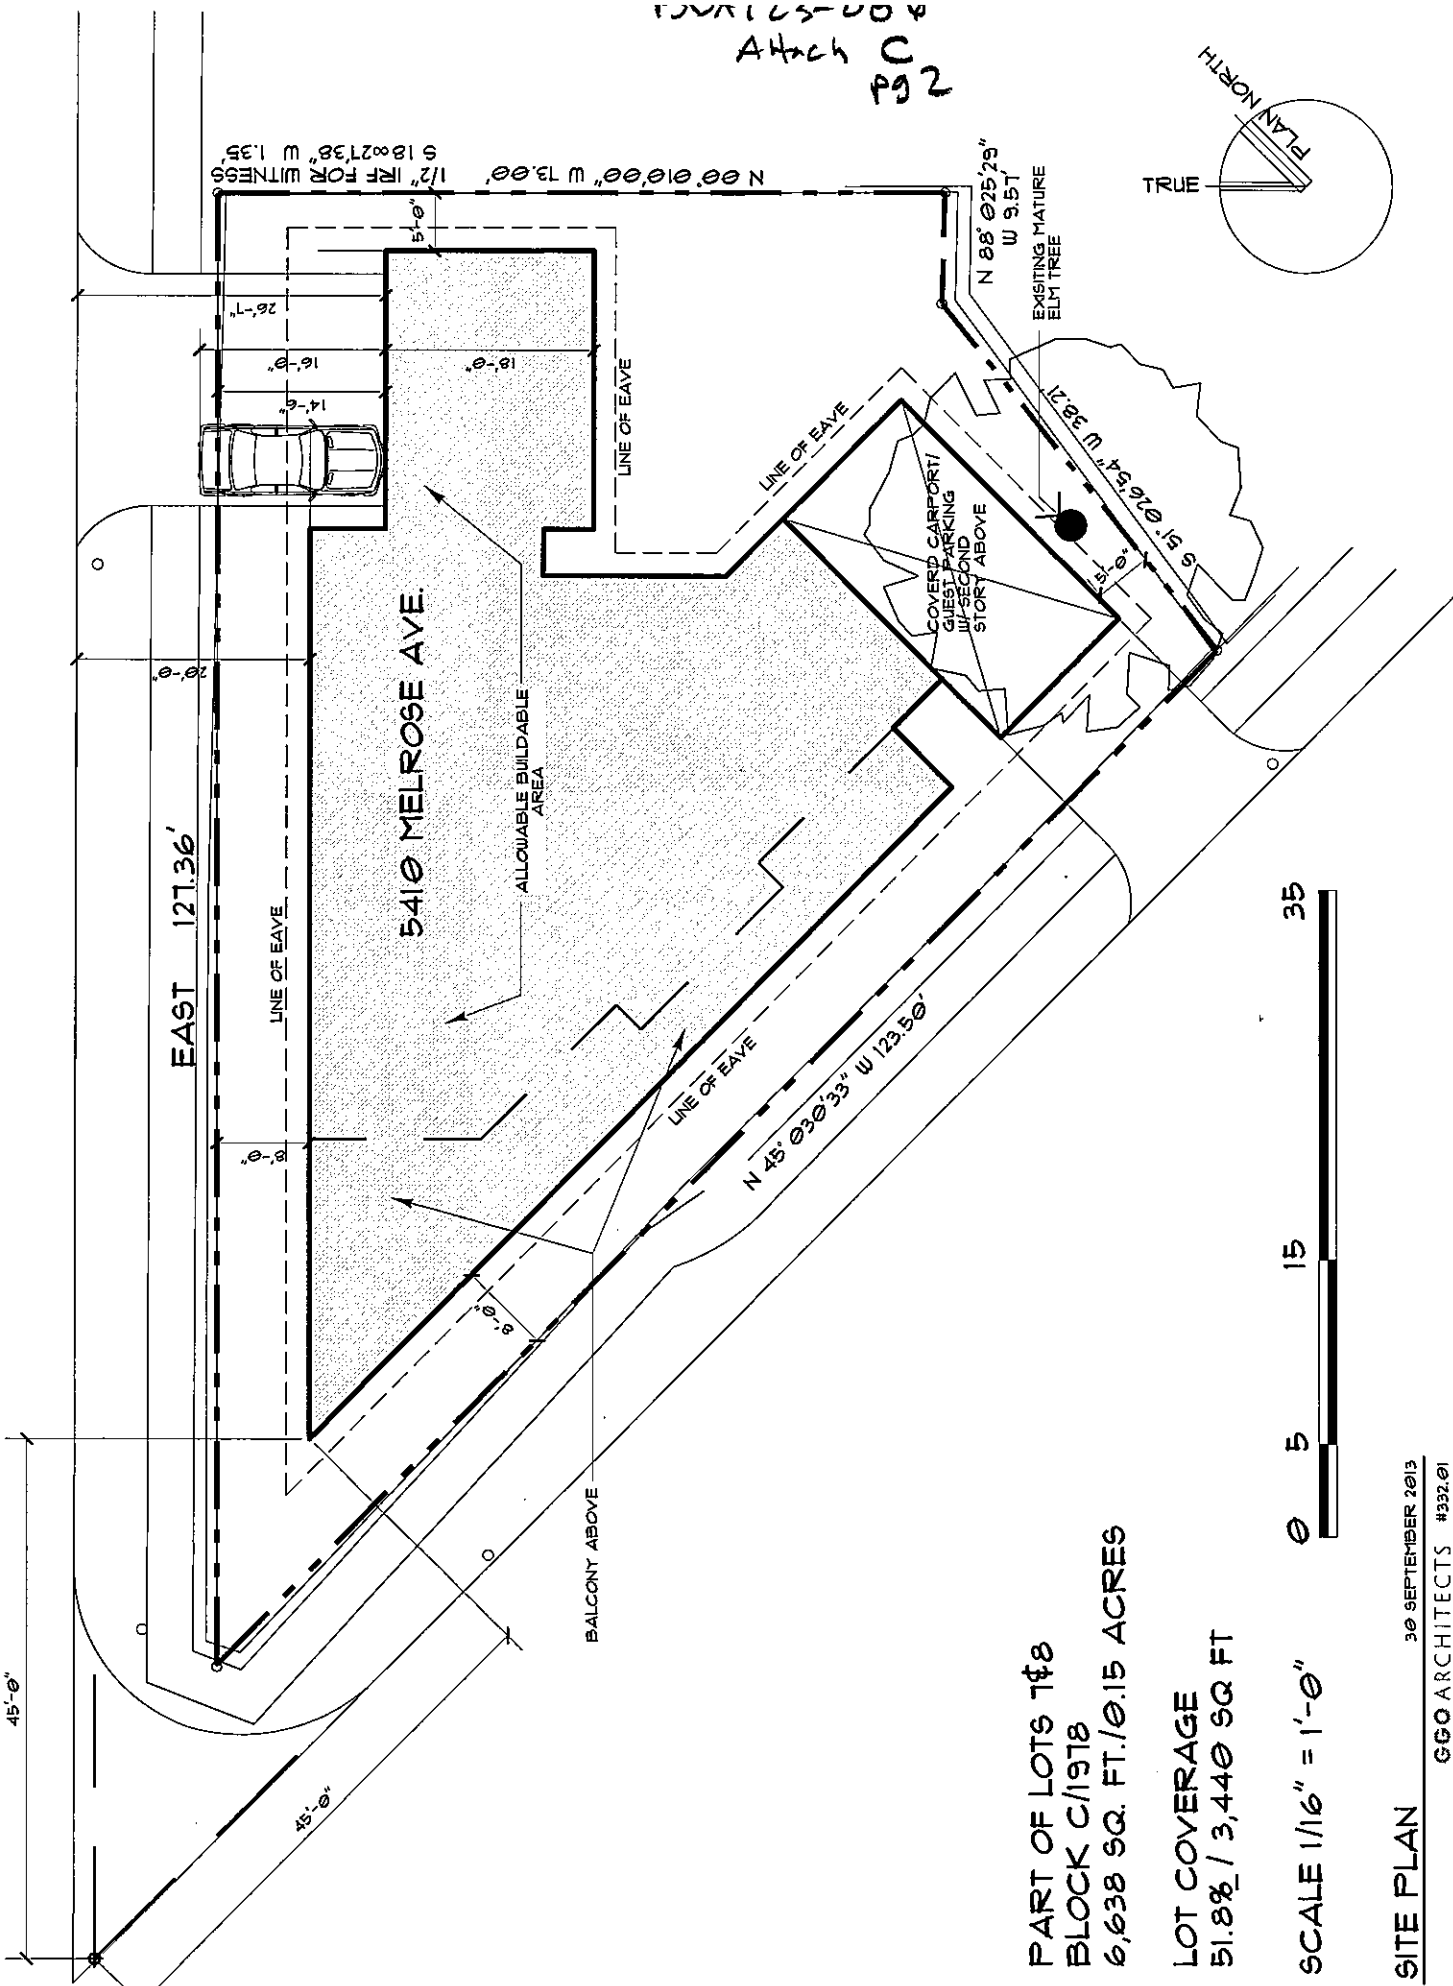 Attach C
pg 2
TRUE
PLAN NORTH
1/2" IRF FOR WITNESS
S 18∞27'38" W 1.35'
N 00°010'00" W 73.00'
5'-0"
N 88° 025'29"
W 9.57'
EXISITING MATURE
ELM TREE
26'-7"
16'-0"
14'-6"
18'-0"
LINE OF EAVE
LINE OF EAVE
COVERD CARPORT/
GUEST PARKING
W/ SECOND
STORY ABOVE
S 51° 026'54" W 38.21'
5'-0"
20'-0"
5410 MELROSE AVE.
ALLOWABLE BUILDABLE
AREA
EAST 127.36'
LINE OF EAVE
LINE OF EAVE
N 45° 030'33" W 123.50'
8'-0"
8'-0"
BALCONY ABOVE
45'-0"
45'-0"
PART OF LOTS 7&8
BLOCK C/1978
6,638 SQ. FT./0.15 ACRES
LOT COVERAGE
51.8% / 3,440 SQ FT
SCALE 1/16" = 1'-0"
0 5 15 35
SITE PLAN 30 SEPTEMBER 2013
GGO ARCHITECTS #332.01